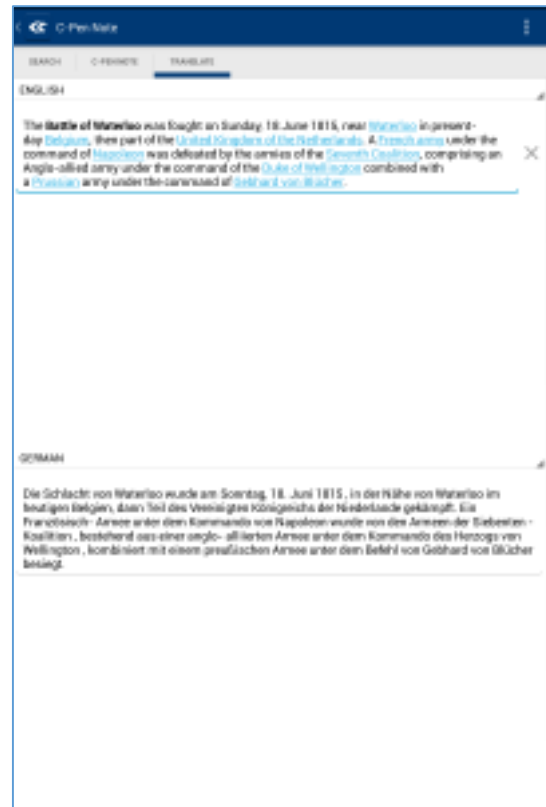 C-Pen Note
SEARCH C-PENNOTE TRANSLATE
ENGLISH
The Battle of Waterloo was fought on Sunday, 18 June 1815, near Waterloo in present-
day Belgium, then part of the United Kingdom of the Netherlands. A French army under the
command of Napoleon was defeated by the armies of the Seventh Coalition, comprising an
Anglo-allied army under the command of the Duke of Wellington combined with
a Prussian army under the command of Gebhard von Blücher.
GERMAN
Die Schlacht von Waterloo wurde am Sonntag, 18. Juni 1815, in der Nähe von Waterloo im
heutigen Belgien, dann Teil des Vereinigten Königreichs der Niederlande gekämpft. Ein
Französisch- Armee unter dem Kommando von Napoleon wurde von den Armeen der Siebenten -
Koalition , bestehend aus einer anglo- alliierten Armee unter dem Kommando des Herzogs von
Wellington , kombiniert mit einem preußischen Armee unter dem Befehl von Gebhard von Blücher
besiegt.